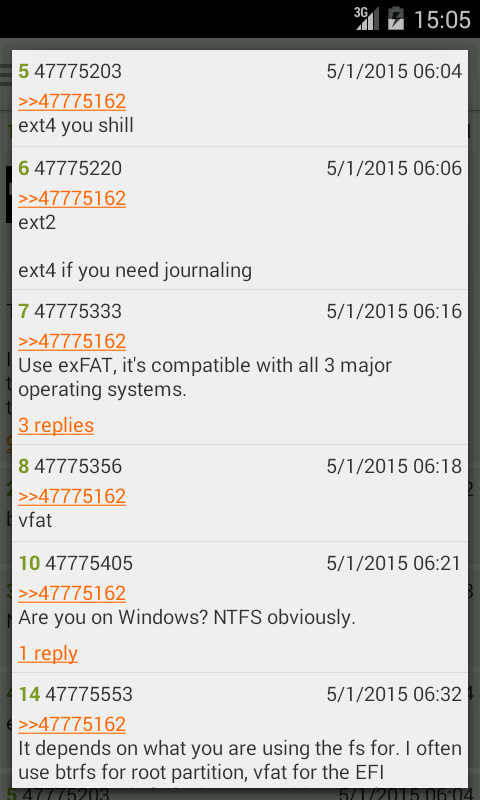 3G 15:05
5 47775203 5/1/2015 06:04
>>47775162
ext4 you shill
6 47775220 5/1/2015 06:06
>>47775162
ext2
ext4 if you need journaling
7 47775333 5/1/2015 06:16
>>47775162
Use exFAT, it's compatible with all 3 major
operating systems.
3 replies
8 47775356 5/1/2015 06:18
>>47775162
vfat
10 47775405 5/1/2015 06:21
>>47775162
Are you on Windows? NTFS obviously.
1 reply
14 47775553 5/1/2015 06:32
>>47775162
It depends on what you are using the fs for. I often
use btrfs for root partition, vfat for the EFI
5 47775203 5/1/2015 06:04